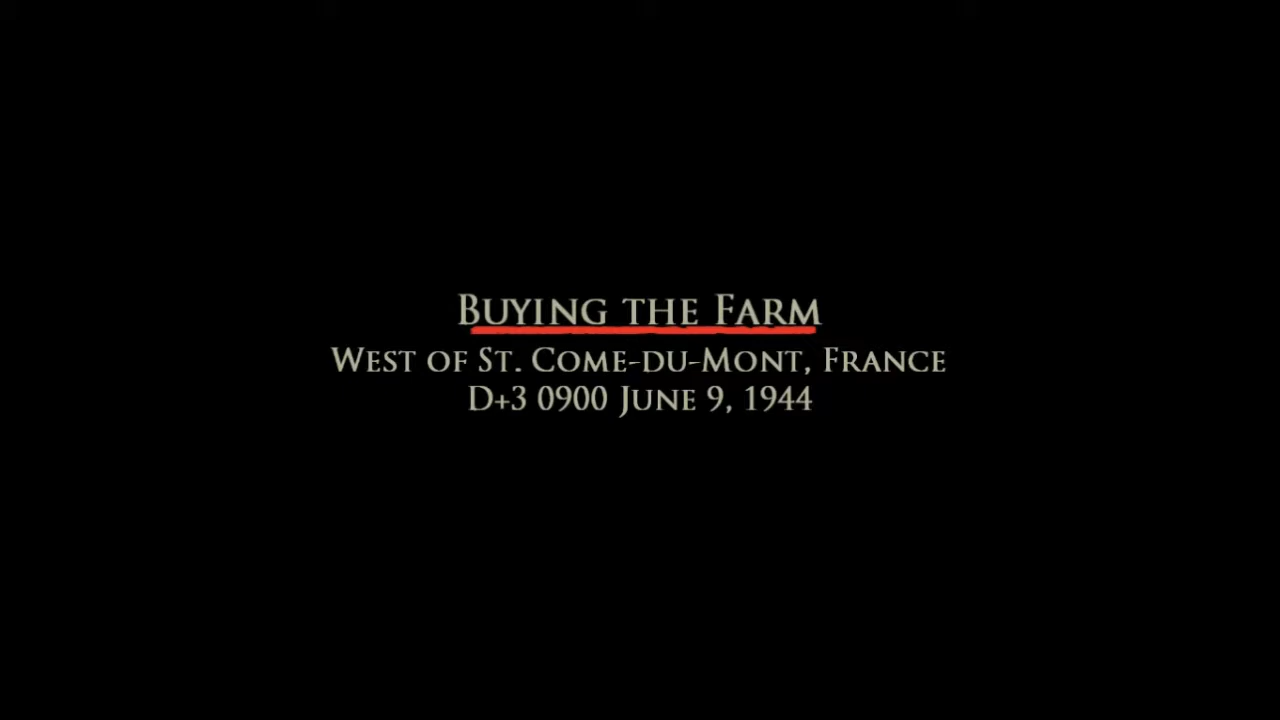 Buying the Farm
West of St. Come-du-Mont, France
D+3 0900 June 9, 1944